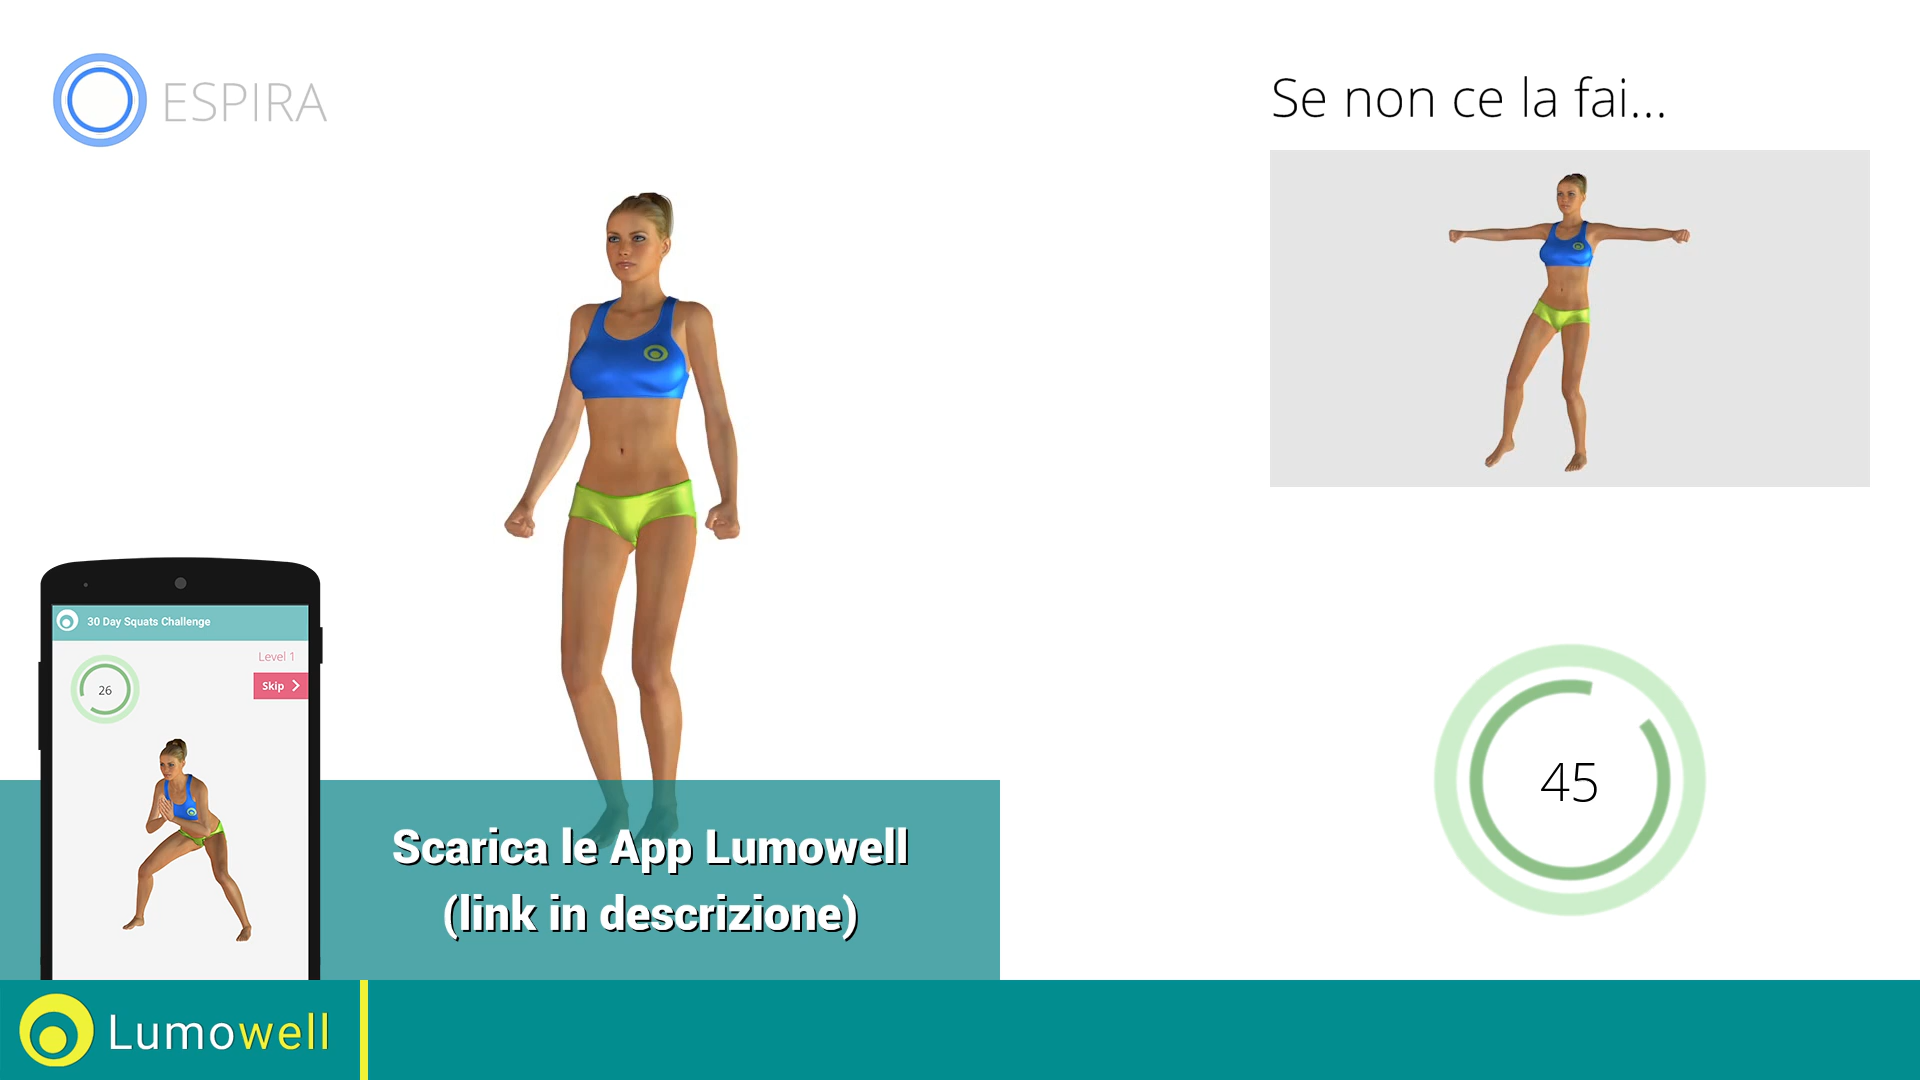 ESPIRA
Se non ce la fai...
30 Day Squats Challenge
Level 1
26
Skip
45
Scarica le App Lumowell
(link in descrizione)
Lumowell